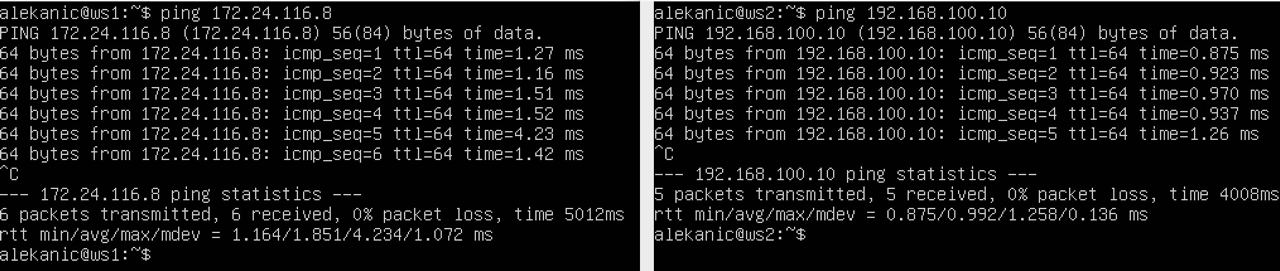 alekanic@ws1:~$ ping 172.24.116.8
PING 172.24.116.8 (172.24.116.8) 56(84) bytes of data.
64 bytes from 172.24.116.8: icmp_seq=1 ttl=64 time=1.27 ms
64 bytes from 172.24.116.8: icmp_seq=2 ttl=64 time=1.16 ms
64 bytes from 172.24.116.8: icmp_seq=3 ttl=64 time=1.51 ms
64 bytes from 172.24.116.8: icmp_seq=4 ttl=64 time=1.52 ms
64 bytes from 172.24.116.8: icmp_seq=5 ttl=64 time=4.23 ms
64 bytes from 172.24.116.8: icmp_seq=6 ttl=64 time=1.42 ms
^C
--- 172.24.116.8 ping statistics ---
6 packets transmitted, 6 received, 0% packet loss, time 5012ms
rtt min/avg/max/mdev = 1.164/1.851/4.234/1.072 ms
alekanic@ws1:~$
alekanic@ws2:~$ ping 192.168.100.10
PING 192.168.100.10 (192.168.100.10) 56(84) bytes of data.
64 bytes from 192.168.100.10: icmp_seq=1 ttl=64 time=0.875 ms
64 bytes from 192.168.100.10: icmp_seq=2 ttl=64 time=0.923 ms
64 bytes from 192.168.100.10: icmp_seq=3 ttl=64 time=0.970 ms
64 bytes from 192.168.100.10: icmp_seq=4 ttl=64 time=0.937 ms
64 bytes from 192.168.100.10: icmp_seq=5 ttl=64 time=1.26 ms
^C
--- 192.168.100.10 ping statistics ---
5 packets transmitted, 5 received, 0% packet loss, time 4008ms
rtt min/avg/max/mdev = 0.875/0.992/1.258/0.136 ms
alekanic@ws2:~$